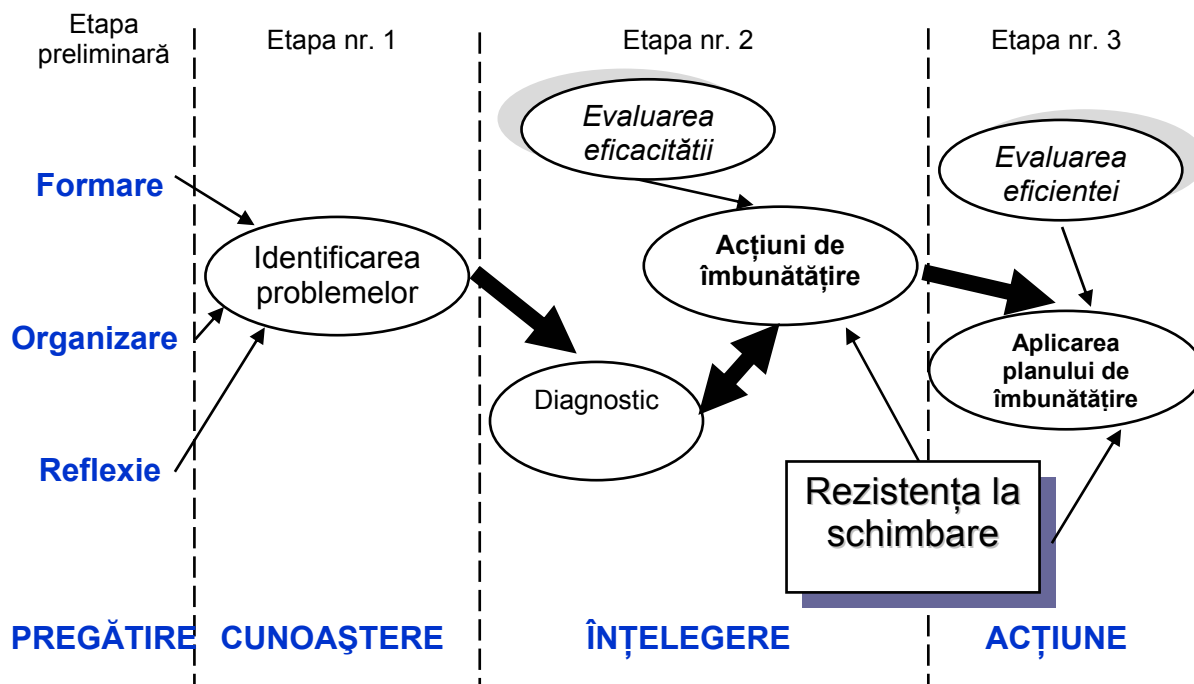 Etapa
preliminară
Etapa nr. 1
Etapa nr. 2
Etapa nr. 3
Evaluarea
eficacitătii
Evaluarea
eficientei
Formare
Identificarea
problemelor
Acțiuni de
îmbunătățire
Organizare
Aplicarea
planului de
îmbunătățire
Diagnostic
Reflexie
Rezistența la
schimbare
PREGĂTIRE
CUNOAŞTERE
ÎNȚELEGERE
ACȚIUNE